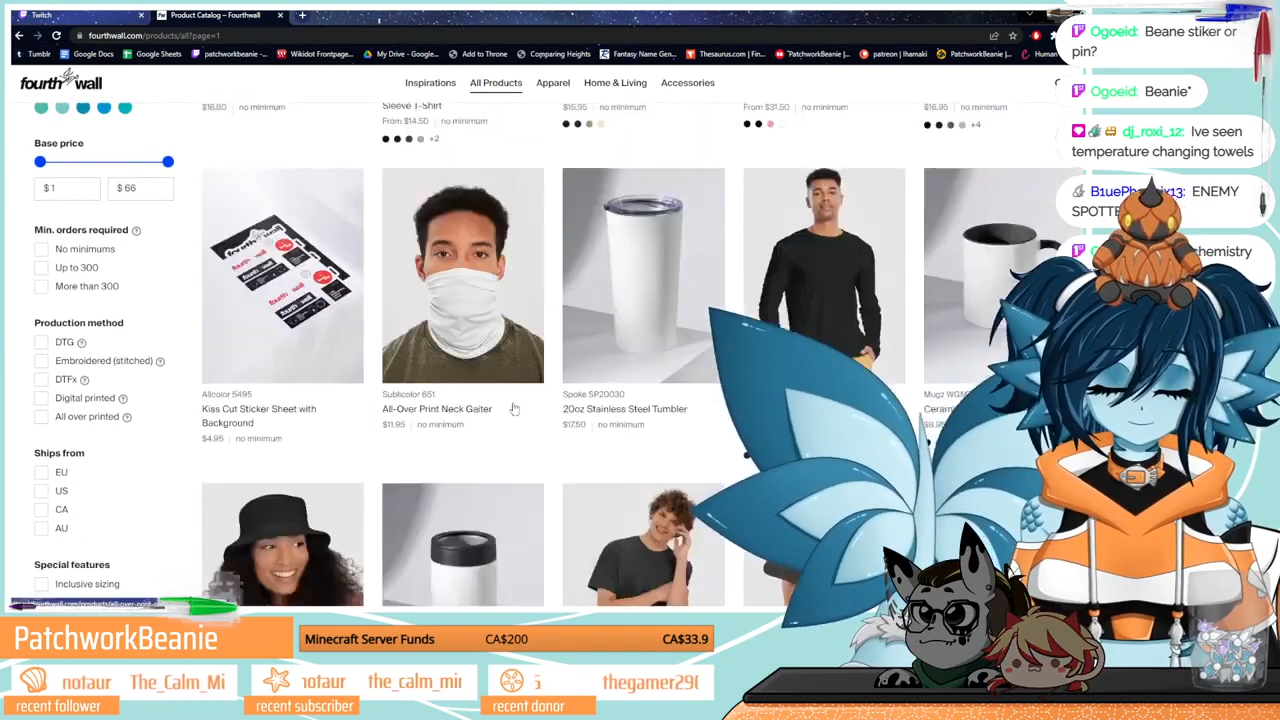 Twitch
Product Catalog – Fourthwall
fourthwall.com/products/all?page=1
Tumblr Google Docs Google Sheets patchworkbeanie - Wikidot Frontpage... My Drive - Google... Add to Throne Comparing Heights Fantasy Name Gen... Thesaurus.com | Fin... "PatchworkBeanie |... patreon | Ihamaki PatchworkBeanie |... Human
fourth wall
Inspirations All Products Apparel Home & Living Accessories
$16.80 no minimum
Sleeve T-Shirt
From $14.50 no minimum
+2
$15.95 no minimum
From $31.50 no minimum
$16.95 no minimum
+4
Base price
$1 $66
Min. orders required
No minimums
Up to 300
More than 300
Production method
DTG
Embroidered (stitched)
DTFx
Digital printed
All over printed
Ships from
EU
US
CA
AU
Special features
Inclusive sizing
Allcolor 5495
Kiss Cut Sticker Sheet with
Background
$4.95 no minimum
Sublicolor 651
All-Over Print Neck Gaiter
$11.95 no minimum
Spoke SP20030
20oz Stainless Steel Tumbler
$17.50 no minimum
Ogoeid: Beane stiker or
pin?
Ogoeid: Beanie*
dj_roxi_12: Ive seen
temperature changing towels
ENEMY
PatchworkBeanie
Minecraft Server Funds CA$200 CA$33.9
notaur The_Calm_Mi
recent follower
notaur the_calm_mi
recent subscriber
thegamer29
recent donor